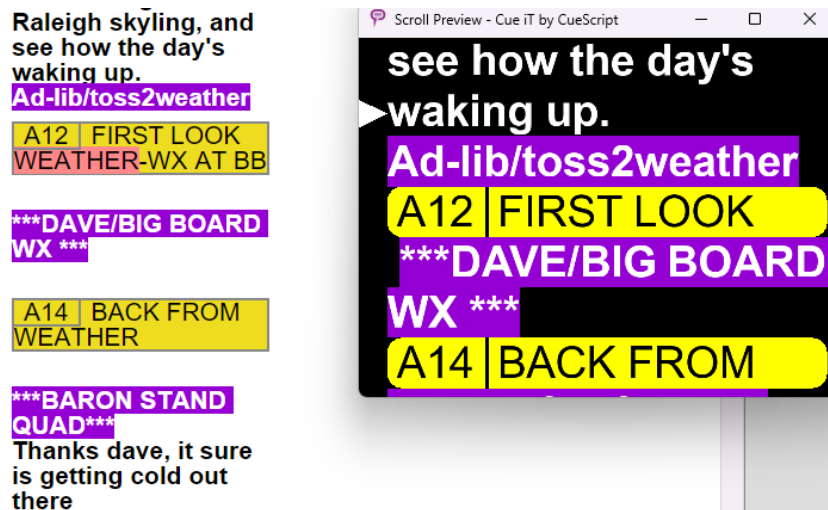 Raleigh skyling, and
see how the day's
waking up.
Ad-lib/toss2weather
A12 FIRST LOOK
WEATHER-WX AT BB
***DAVE/BIG BOARD
WX ***
A14 BACK FROM
WEATHER
***BARON STAND
QUAD***
Thanks dave, it sure
is getting cold out
there
Scroll Preview - Cue iT by CueScript
see how the day's
waking up.
Ad-lib/toss2weather
A12 FIRST LOOK
***DAVE/BIG BOARD
WX ***
A14 BACK FROM